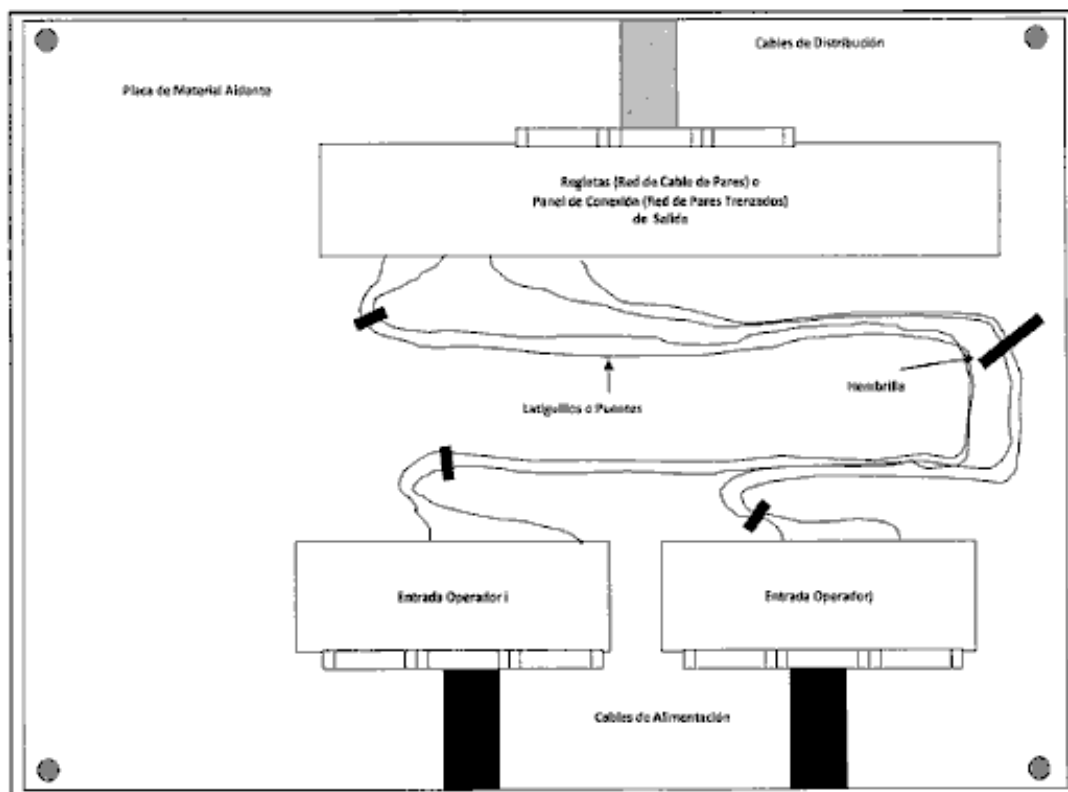 Cables de Distribución
Placa de Material Aislante
Regletas (Red de Cable de Pares) o
Panel de Conexión (Red de Pares Trenzados)
de Salida
Hembrilla
Latiguillos o Puentes
Entrada Operador i
Entrada Operador j
Cables de Alimentación